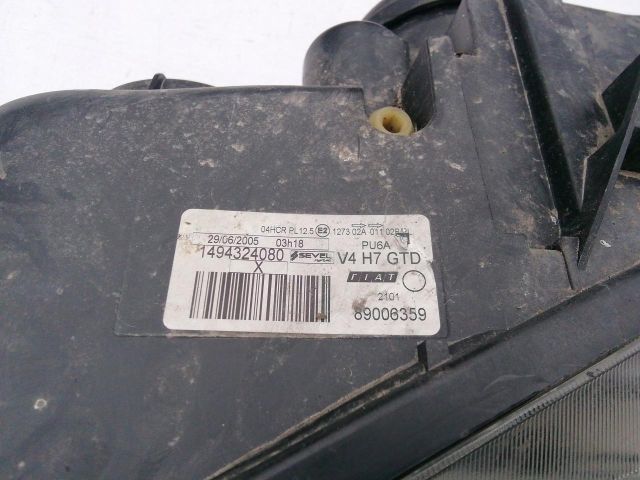 04HCR PL12.5 E2 1273 02A 011 02
29/06/2005 03h18 PU6A
1494324080 SEVEL V4 H7 GTD
X FIAT
2101
89006359